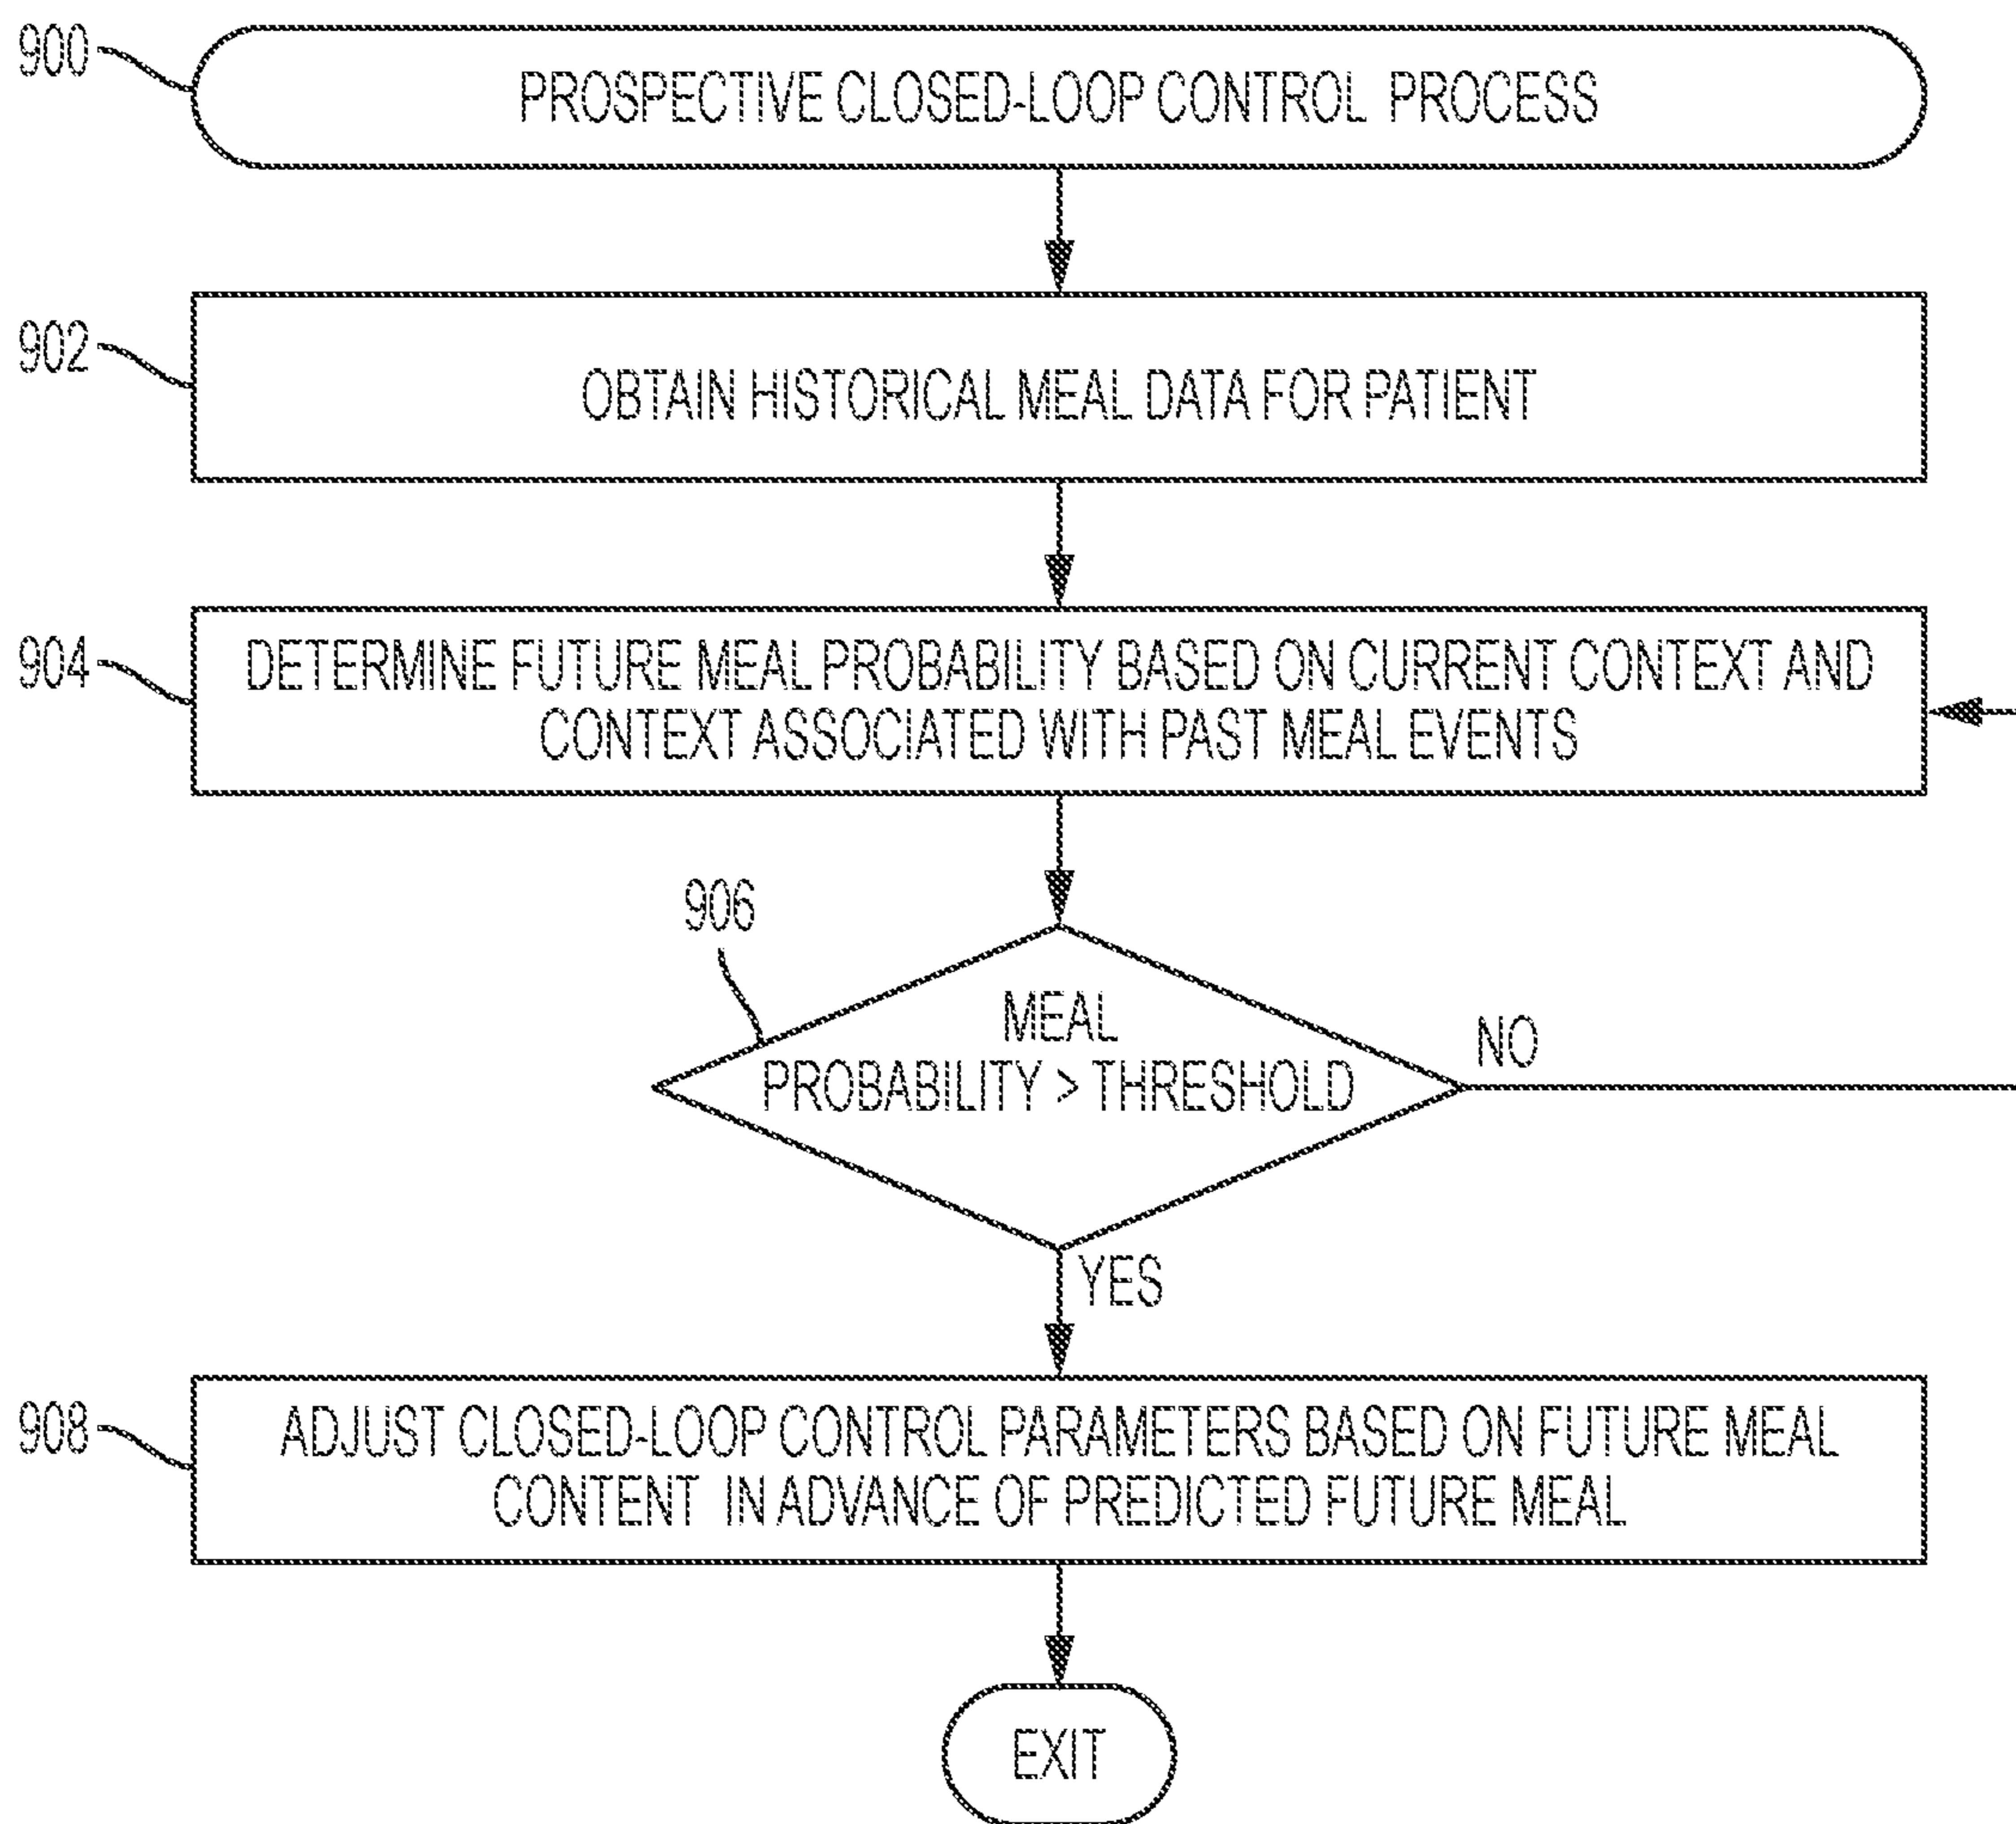 900
PROSPECTIVE CLOSED-LOOP CONTROL PROCESS
902
OBTAIN HISTORICAL MEAL DATA FOR PATIENT
904
DETERMINE FUTURE MEAL PROBABILITY BASED ON CURRENT CONTEXT AND
CONTEXT ASSOCIATED WITH PAST MEAL EVENTS
906
MEAL
PROBABILITY > THRESHOLD
NO
YES
908
ADJUST CLOSED-LOOP CONTROL PARAMETERS BASED ON FUTURE MEAL
CONTENT IN ADVANCE OF PREDICTED FUTURE MEAL
EXIT